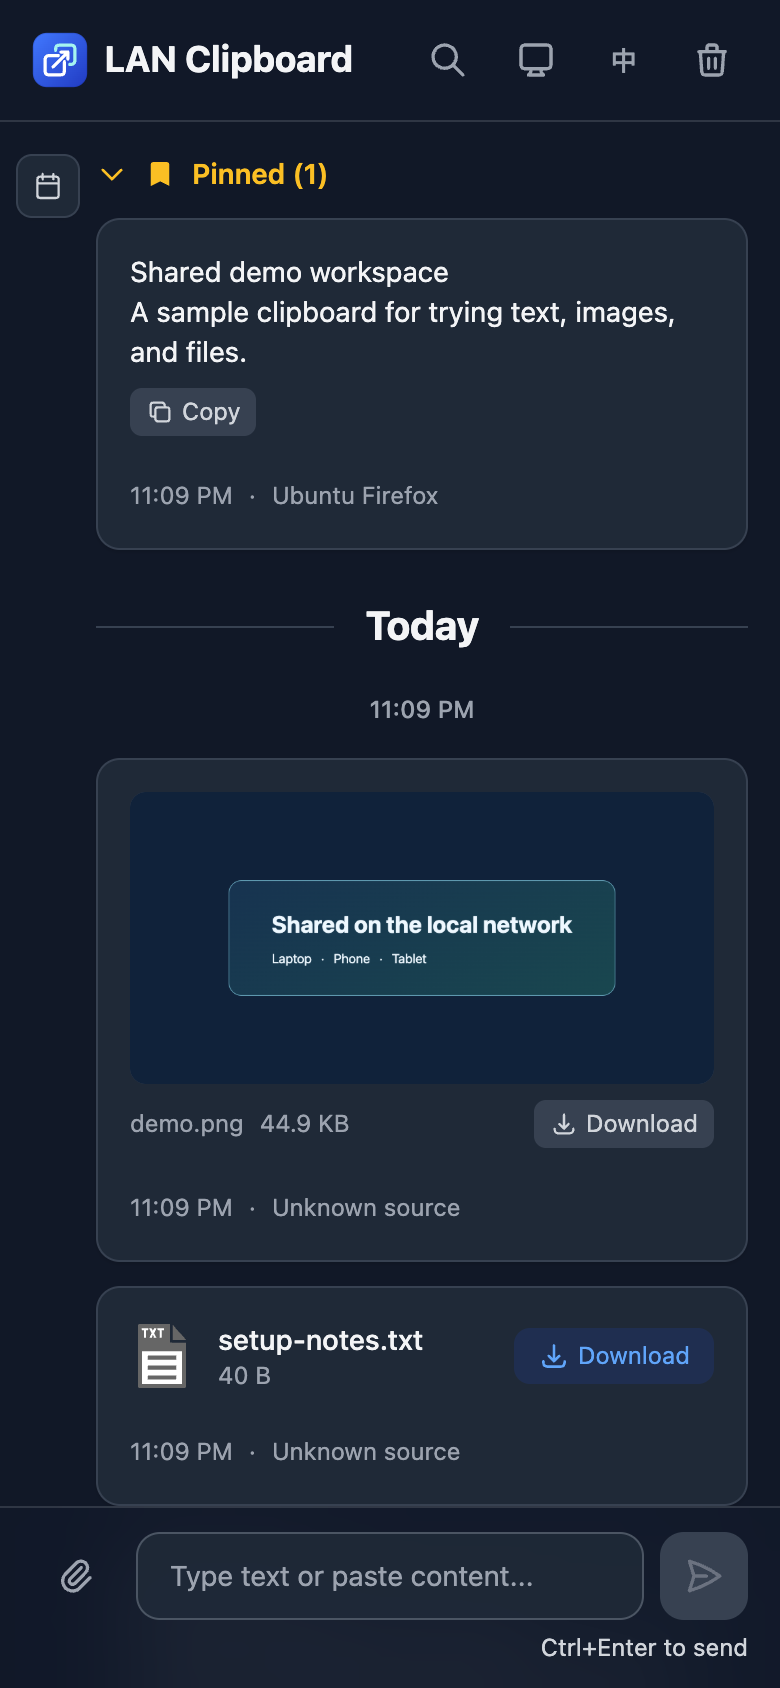 LAN Clipboard
中
Pinned (1)
Shared demo workspace
A sample clipboard for trying text, images,
and files.
Copy
11:09 PM · Ubuntu Firefox
Today
11:09 PM
Shared on the local network
Laptop · Phone · Tablet
demo.png 44.9 KB
Download
11:09 PM · Unknown source
TXT
setup-notes.txt
40 B
Download
11:09 PM · Unknown source
Type text or paste content...
Ctrl+Enter to send